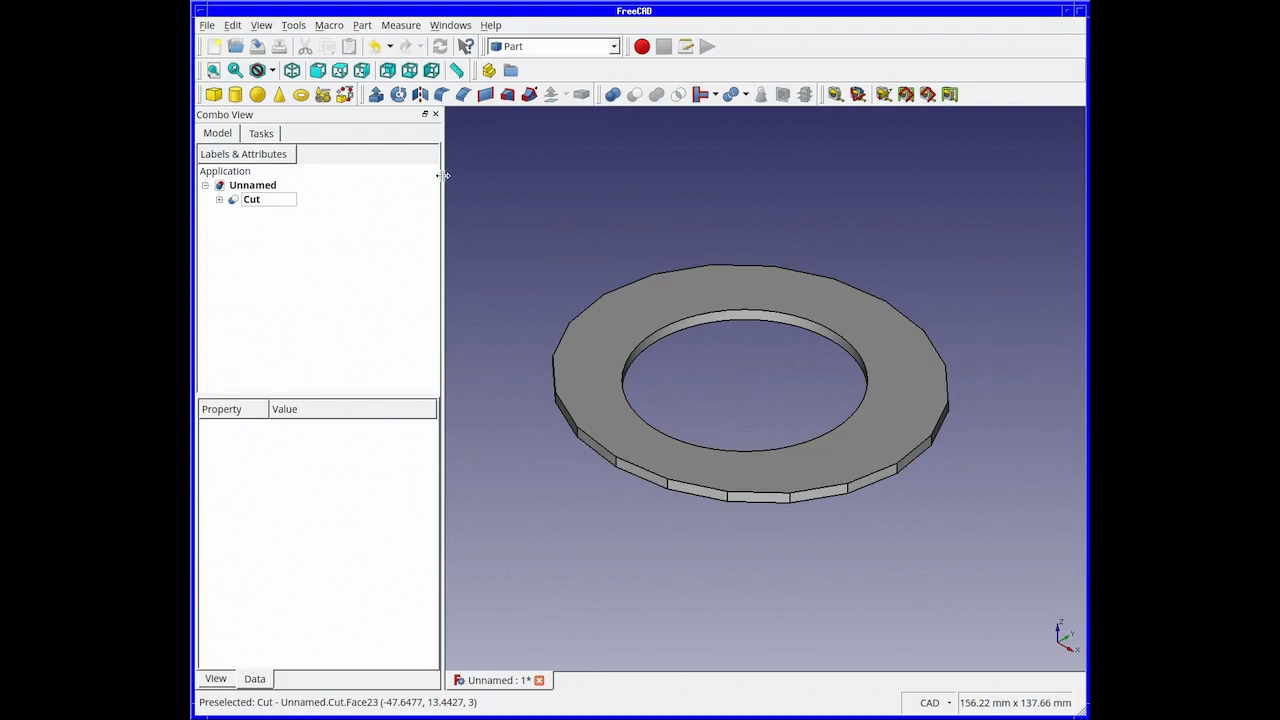 FreeCAD
File Edit View Tools Macro Part Measure Windows Help
Part
Combo View
Model Tasks
Labels & Attributes
Application
Unnamed
Cut
Property Value
View Data
Unnamed : 1*
Z
Y
X
Preselected: Cut - Unnamed.Cut.Face23 (-47.6477, 13.4427, 3)
CAD
156.22 mm x 137.66 mm